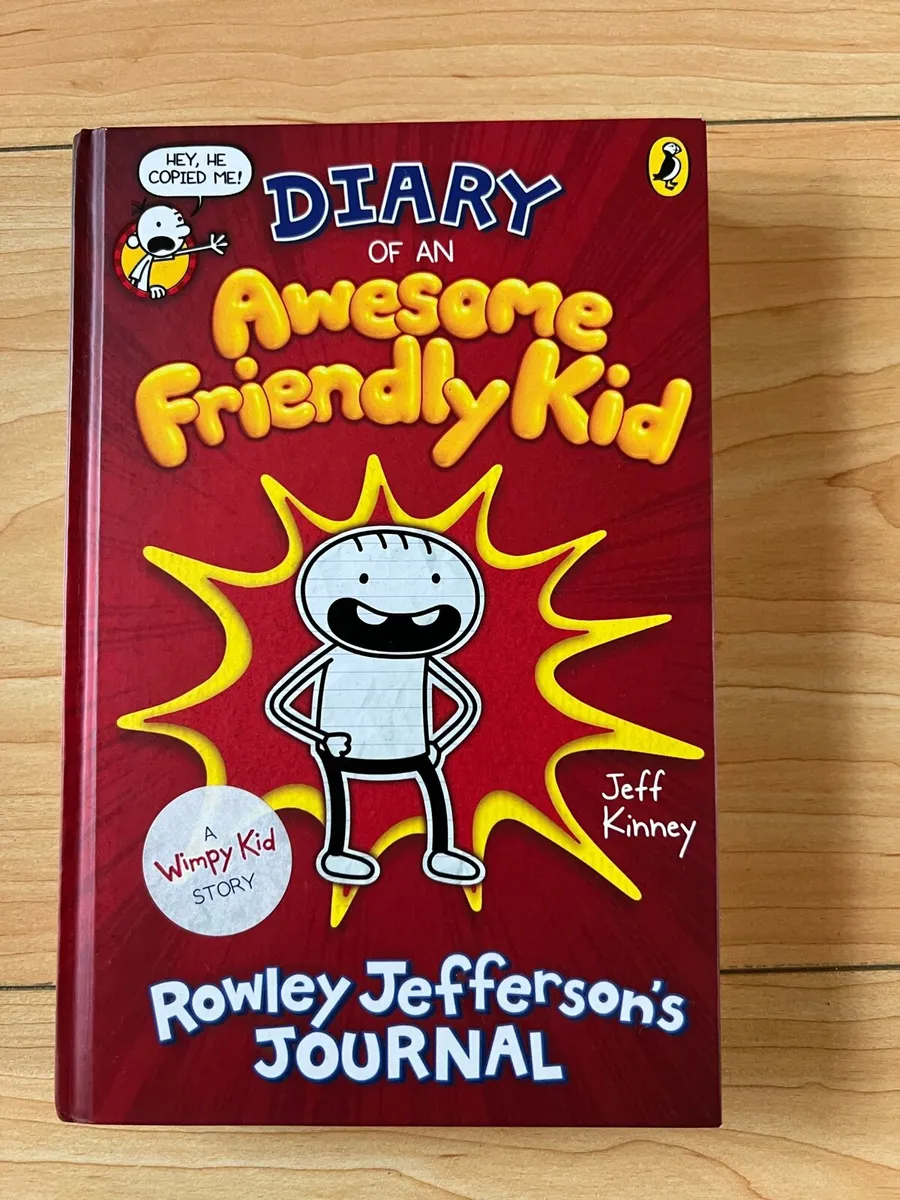 HEY, HE
COPIED ME!
DIARY
OF AN
Awesome
Friendly Kid
Jeff
Kinney
A
Wimpy Kid
STORY
Rowley Jefferson's
JOURNAL